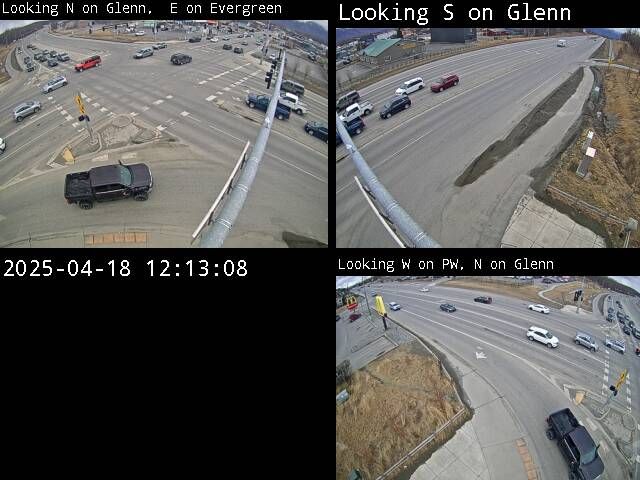 Looking N on Glenn, E on Evergreen
Looking S on Glenn
2025-04-18 12:13:08
Looking W on PW, N on Glenn